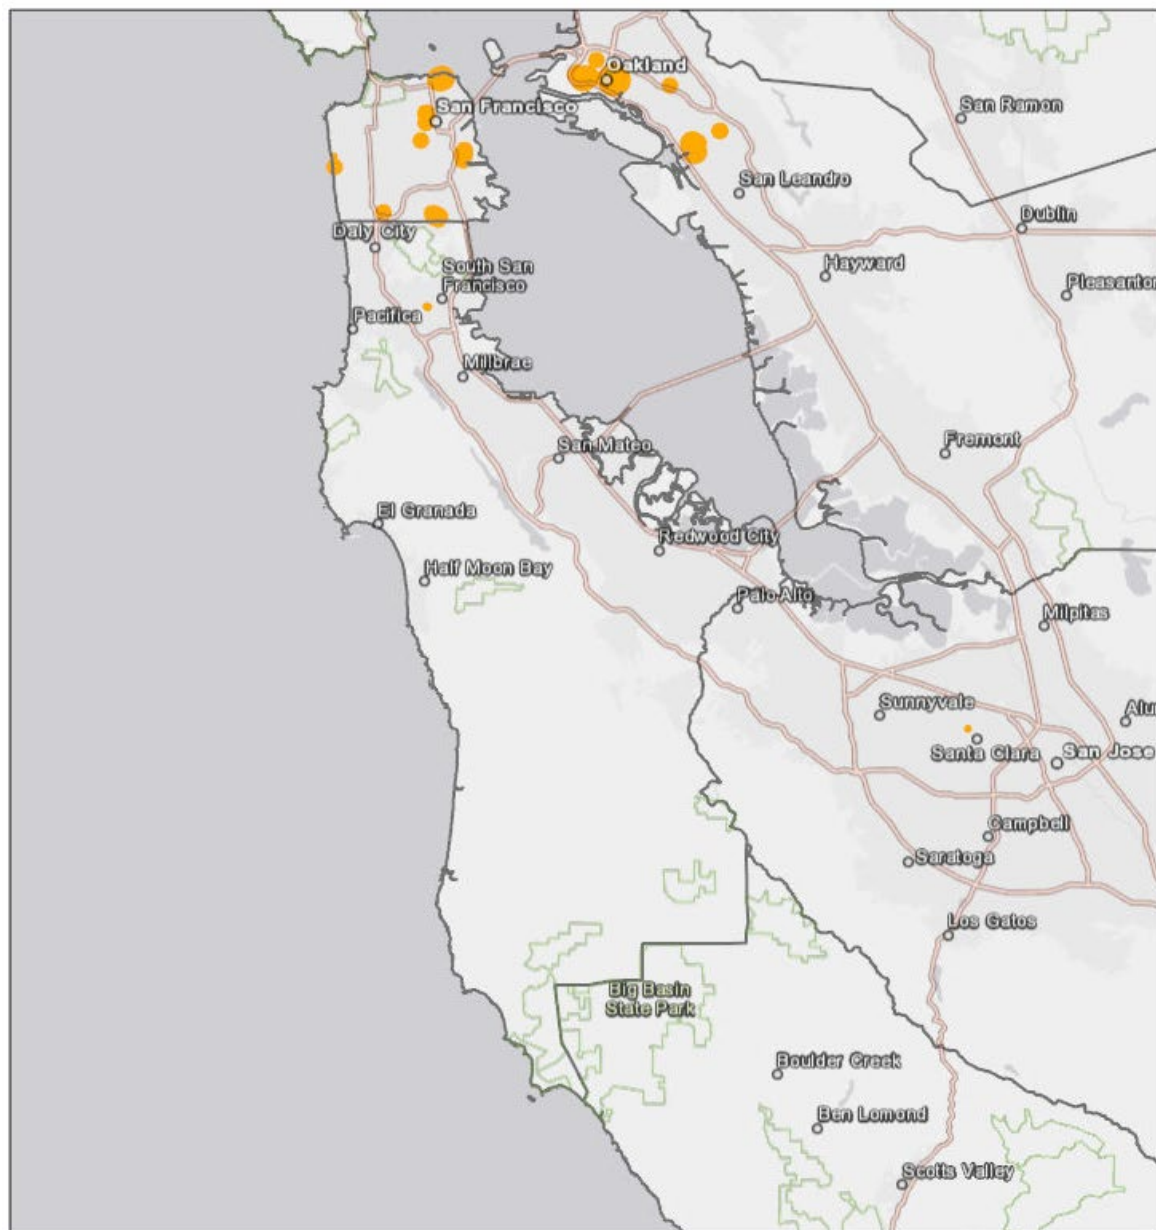 Oakland
San Francisco
San Ramon
San Leandro
Dublin
Daly City
South San
Francisco
Hayward
Pleasanton
Pacifica
Millbrae
San Mateo
Fremont
El Granada
Redwood City
Half Moon Bay
Palo Alto
Milpitas
Sunnyvale
Alu
Santa Clara
San Jose
Campbell
Saratoga
Los Gatos
Big Basin
State Park
Boulder Creek
Ben Lomond
Scotts Valley